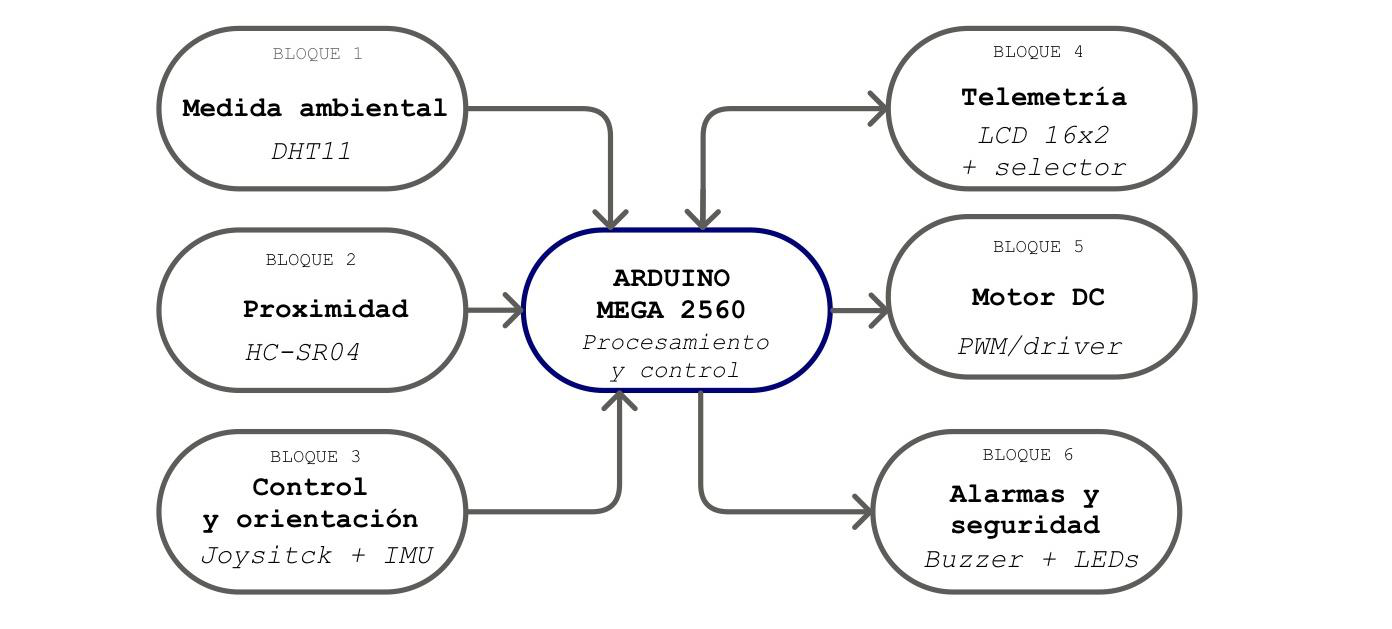 BLOQUE 1
Medida ambiental
DHT11
BLOQUE 2
Proximidad
HC-SR04
BLOQUE 3
Control
y orientación
Joysitck + IMU
ARDUINO
MEGA 2560
Procesamiento
y control
BLOQUE 4
Telemetría
LCD 16x2
+ selector
BLOQUE 5
Motor DC
PWM/driver
BLOQUE 6
Alarmas y
seguridad
Buzzer + LEDs